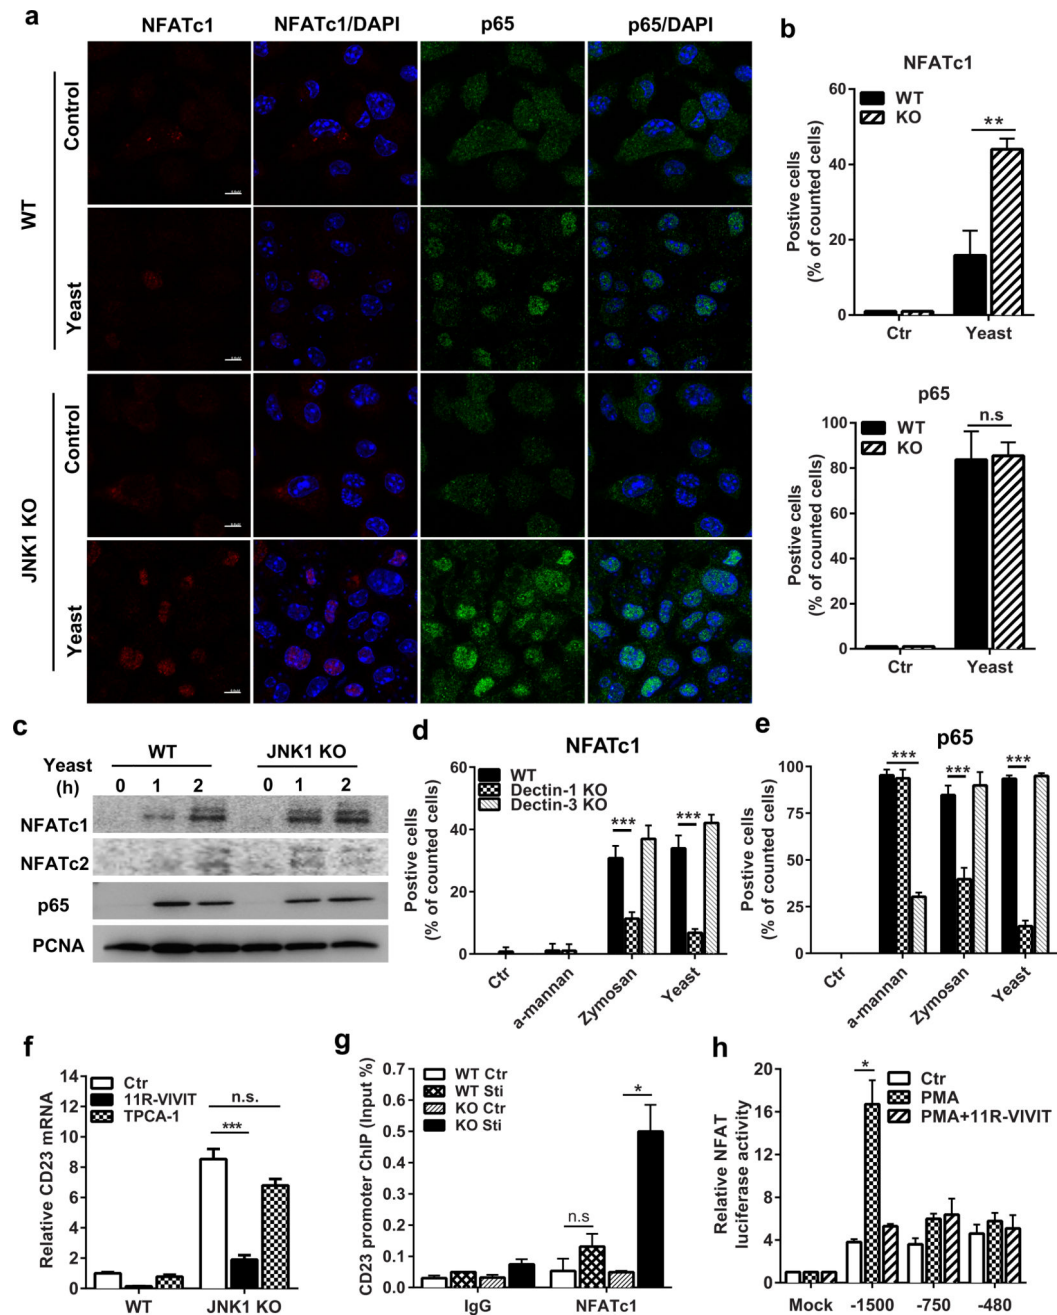 a
NFATc1 NFATc1/DAPI p65 p65/DAPI
WT
Control
Yeast
JNK1 KO
Control
Yeast
b
NFATc1
WT
KO
**
60
40
20
0
Postive cells
(% of counted cells)
Ctr Yeast
p65
WT
KO
n.s
100
80
60
40
20
0
Postive cells
(% of counted cells)
Ctr Yeast
c
WT JNK1 KO
Yeast 0 1 2 0 1 2
(h)
NFATc1
NFATc2
p65
PCNA
d
NFATc1
WT
Dectin-1 KO
Dectin-3 KO
*** ***
60
40
20
0
Postive cells
(% of counted cells)
Ctr a-mannan Zymosan Yeast
e
p65
*** *** ***
100
75
50
25
0
Postive cells
(% of counted cells)
Ctr a-mannan Zymosan Yeast
f
Ctr
11R-VIVIT
TPCA-1
n.s.
***
14
12
10
8
6
4
2
0
Relative CD23 mRNA
WT JNK1 KO
g
WT Ctr
WT Sti
KO Ctr
KO Sti
*
n.s
0.7
0.6
0.5
0.4
0.3
0.2
0.1
0.0
CD23 promoter ChIP (Input %)
IgG NFATc1
h
Ctr
PMA
PMA+11R-VIVIT
*
20
16
12
8
4
0
Relative NFAT
luciferase activity
Mock -1500 -750 -480